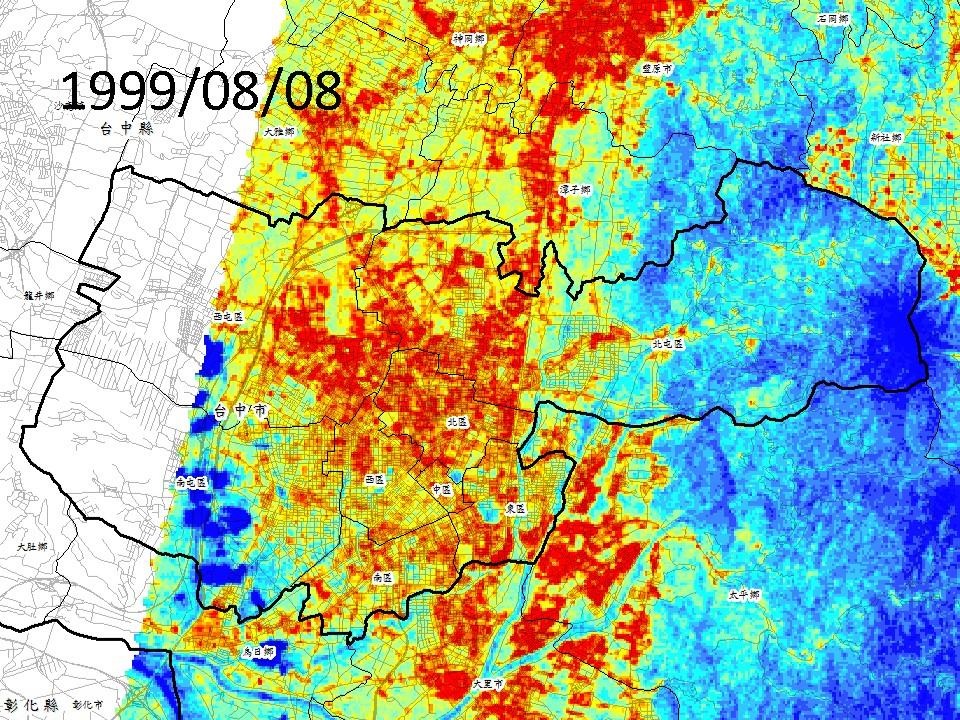 石岡鄉
神岡鄉
豐原市
1999/08/08
台中縣
大雅鄉
新社鄉
潭子鄉
龍井鄉
西屯區
北屯區
台中市
北區
西區
中區
南屯區
東區
大肚鄉
南區
太平鄉
烏日鄉
大里市
彰化縣
彰化市